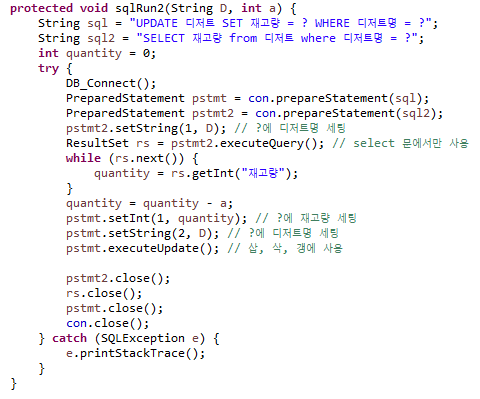 protected void sqlRun2(String D, int a) {
    String sql = "UPDATE 디저트 SET 재고량 = ? WHERE 디저트명 = ?";
    String sql2 = "SELECT 재고량 from 디저트 where 디저트명 = ?";
    int quantity = 0;
    try {
        DB_Connect();
        PreparedStatement pstmt = con.prepareStatement(sql);
        PreparedStatement pstmt2 = con.prepareStatement(sql2);
        pstmt2.setString(1, D); // ?에 디저트명 세팅
        ResultSet rs = pstmt2.executeQuery(); // select 문에서만 사용
        while (rs.next()) {
            quantity = rs.getInt("재고량");
        }
        quantity = quantity - a;
        pstmt.setInt(1, quantity); // ?에 재고량 세팅
        pstmt.setString(2, D); // ?에 디저트명 세팅
        pstmt.executeUpdate(); // 삽, 삭, 갱에 사용

        pstmt2.close();
        rs.close();
        pstmt.close();
        con.close();
    } catch (SQLException e) {
        e.printStackTrace();
    }
}